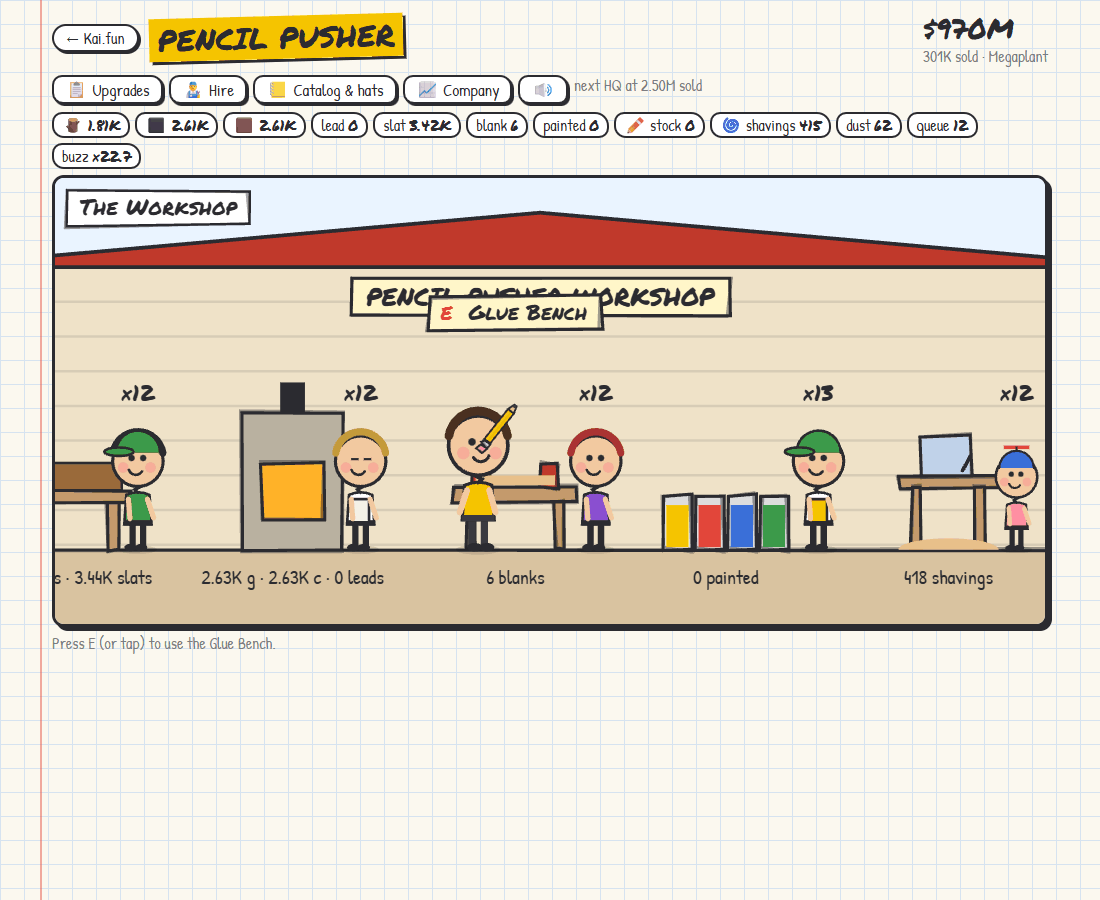 ← Kai.fun
PENCIL PUSHER
$970M
301K sold · Megaplant
Upgrades
Hire
Catalog & hats
Company
next HQ at 2.50M sold
1.81K
2.61K
2.61K
lead 0
slat 3.42K
blank 6
painted 0
stock 0
shavings 415
dust 62
queue 12
buzz x22.7
The Workshop
PENCIL PUSHER WORKSHOP
E Glue Bench
x12
x12
x12
x13
x12
s · 3.44K slats
2.63K g · 2.63K c · 0 leads
6 blanks
0 painted
418 shavings
Press E (or tap) to use the Glue Bench.